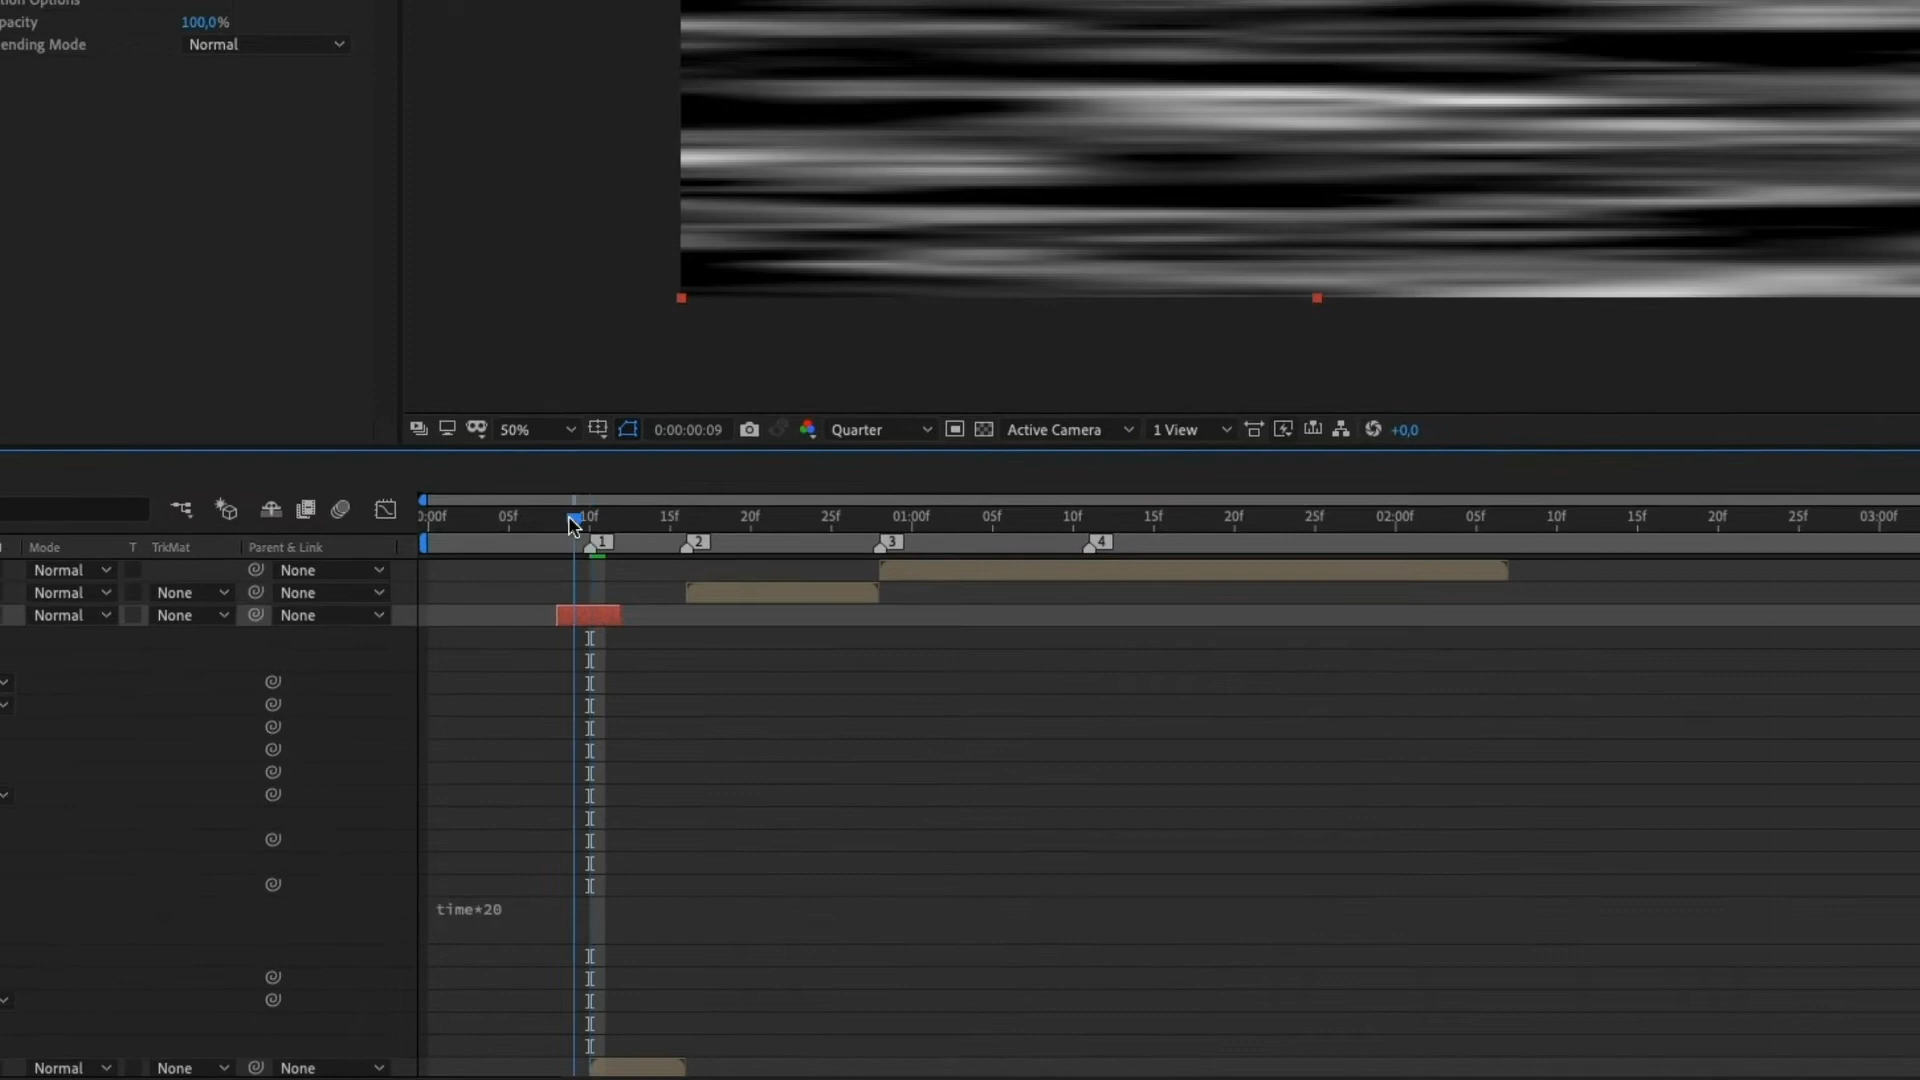 tion Options
pacity 100,0%
ending Mode Normal
50% 0:00:00:09 Quarter Active Camera 1 View +0,0
0:00f 05f 10f 15f 20f 25f 01:00f 05f 10f 15f 20f 25f 02:00f 05f 10f 15f 20f 25f 03:00f
1 2 3 4
Mode T TrkMat Parent & Link
Normal None
Normal None None
Normal None None
time*20
Normal None None